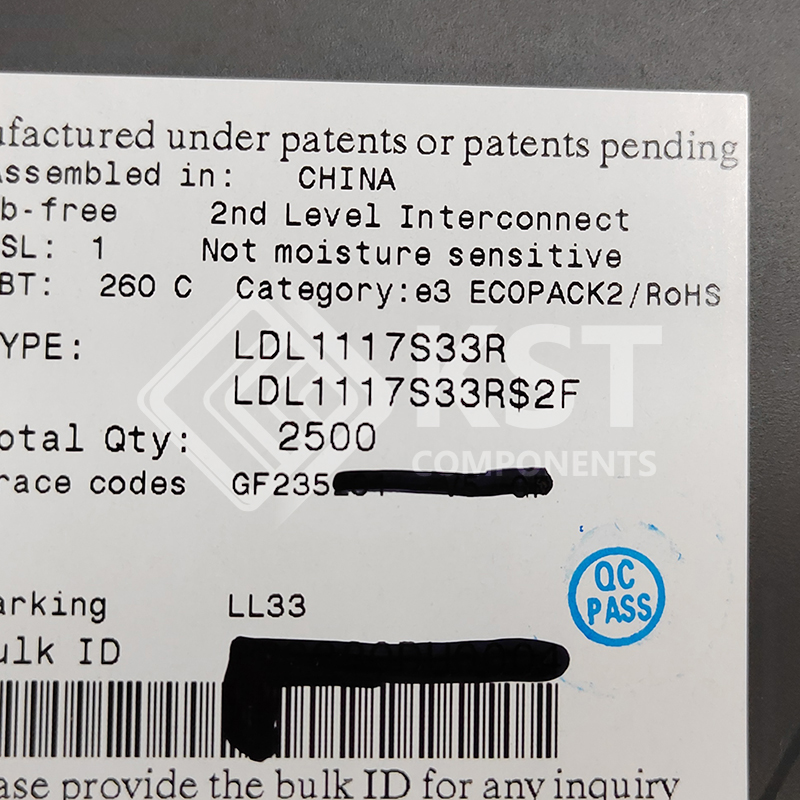 ufactured under patents or patents pending
Assembled in: CHINA
b-free 2nd Level Interconnect
SL: 1 Not moisture sensitive
BT: 260 C Category:e3 ECOPACK2/RoHS
YPE: LDL1117S33R
LDL1117S33R$2F
KST
COMPONENTS
otal Qty: 2500
race codes GF235
QC
PASS
arking LL33
ulk ID
ase provide the bulk ID for any inquiry